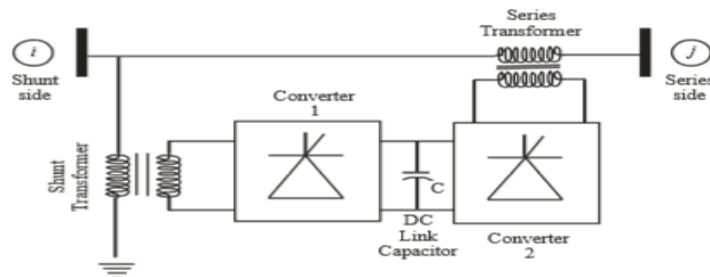 Series
Transformer
i
Shunt
side
j
Series
side
Converter
1
Shunt
Transformer
C
DC
Link
Capacitor
Converter
2